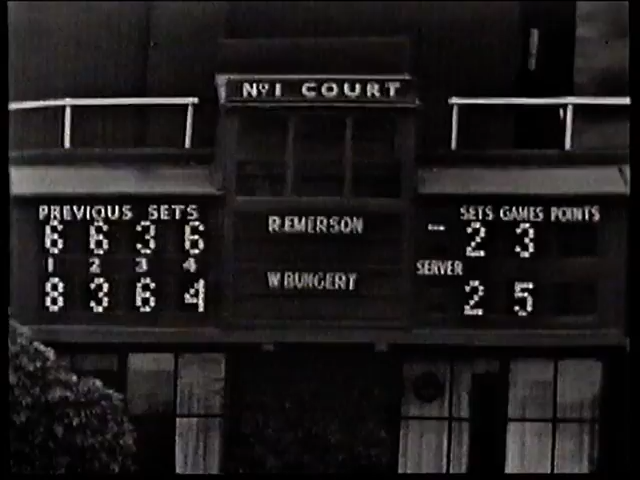 Nº1 COURT
PREVIOUS SETS
6 6 3 6
1 2 3 4
8 3 6 4
R.EMERSON
W BUNGERT
SETS GAMES POINTS
- 2 3
SERVER
2 5